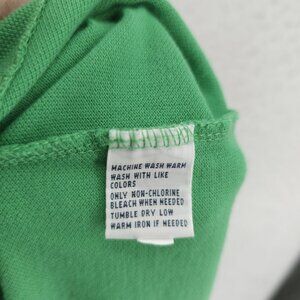 MACHINE WASH WARM
WASH WITH LIKE
COLORS
ONLY NON-CHLORINE
BLEACH WHEN NEEDED
TUMBLE DRY LOW
WARM IRON IF NEEDED